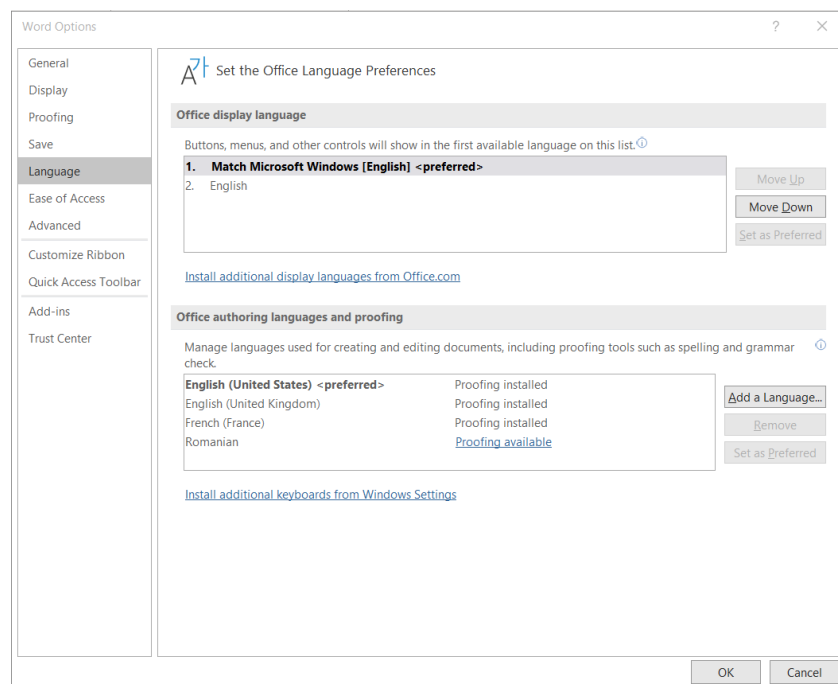 Word Options
?
General
Display
Proofing
Save
Language
Ease of Access
Advanced
Customize Ribbon
Quick Access Toolbar
Add-ins
Trust Center
A가 Set the Office Language Preferences
Office display language
Buttons, menus, and other controls will show in the first available language on this list.
1. Match Microsoft Windows [English] <preferred>
2. English
Move Up
Move Down
Set as Preferred
Install additional display languages from Office.com
Office authoring languages and proofing
Manage languages used for creating and editing documents, including proofing tools such as spelling and grammar
check.
English (United States) <preferred> Proofing installed
English (United Kingdom) Proofing installed
French (France) Proofing installed
Romanian Proofing available
Add a Language...
Remove
Set as Preferred
Install additional keyboards from Windows Settings
OK
Cancel